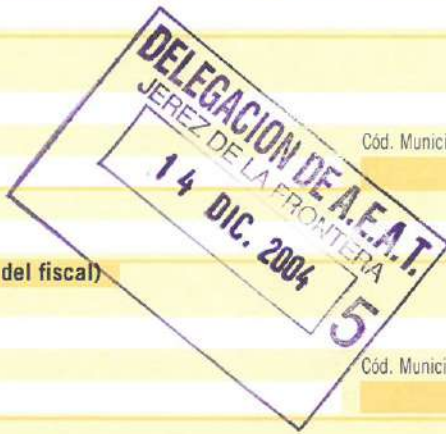 DELEGACION DE A.E.A.T.
JEREZ DE LA FRONTERA
14 DIC. 2004
5
Cód. Munici
del fiscal)
Cód. Munici